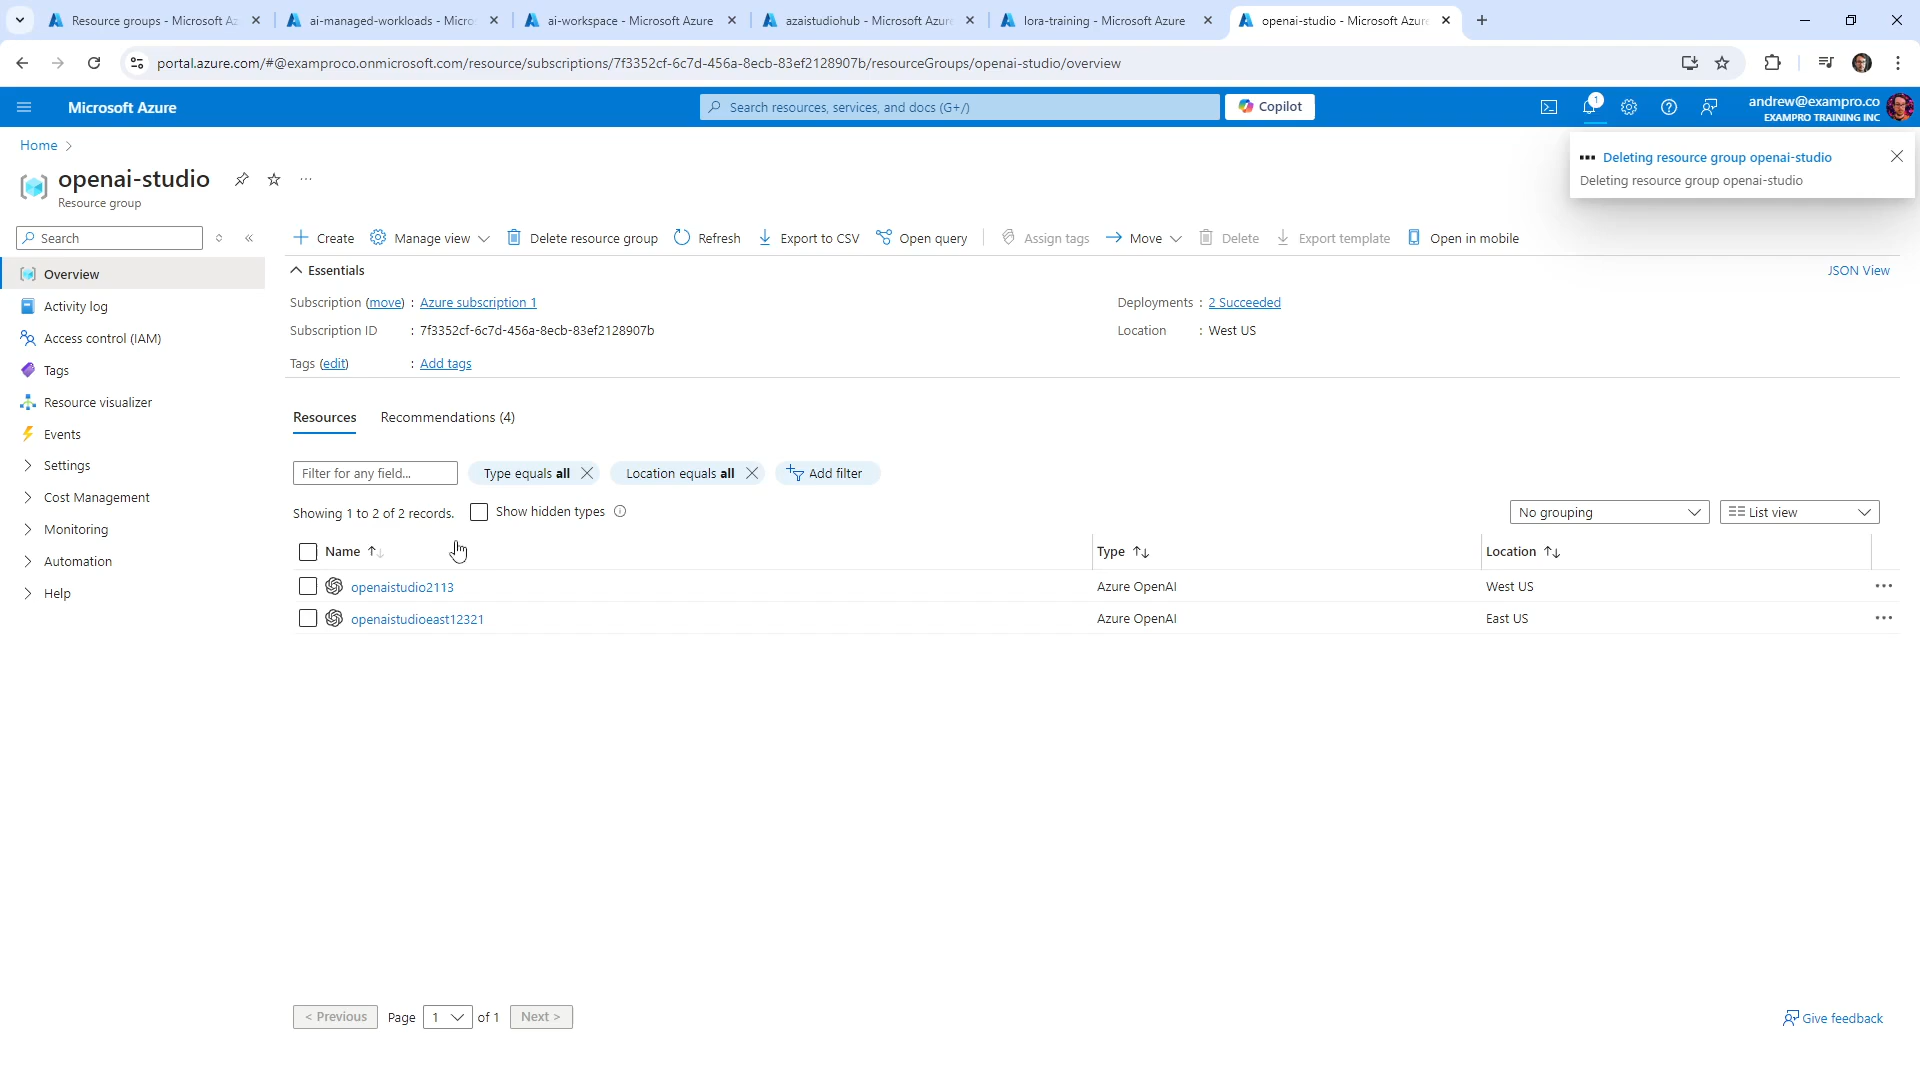 Resource groups - Microsoft Az
ai-managed-workloads - Micro
ai-workspace - Microsoft Azure
azaistudiohub - Microsoft Azure
lora-training - Microsoft Azure
openai-studio - Microsoft Azure
portal.azure.com/#@examproco.onmicrosoft.com/resource/subscriptions/7f3352cf-6c7d-456a-8ecb-83ef2128907b/resourceGroups/openai-studio/overview
Microsoft Azure
Search resources, services, and docs (G+/)
Copilot
1
andrew@exampro.co
EXAMPRO TRAINING INC
Home
Deleting resource group openai-studio
Deleting resource group openai-studio
openai-studio
Resource group
Search
Create
Manage view
Delete resource group
Refresh
Export to CSV
Open query
Assign tags
Move
Delete
Export template
Open in mobile
Overview
Activity log
Access control (IAM)
Tags
Resource visualizer
Events
Settings
Cost Management
Monitoring
Automation
Help
Essentials
JSON View
Subscription (move) : Azure subscription 1
Deployments : 2 Succeeded
Subscription ID : 7f3352cf-6c7d-456a-8ecb-83ef2128907b
Location : West US
Tags (edit) : Add tags
Resources
Recommendations (4)
Filter for any field...
Type equals all
Location equals all
Add filter
Showing 1 to 2 of 2 records.
Show hidden types
No grouping
List view
Name
Type
Location
openaistudio2113
Azure OpenAI
West US
openaistudioeast12321
Azure OpenAI
East US
< Previous
Page 1 of 1
Next >
Give feedback